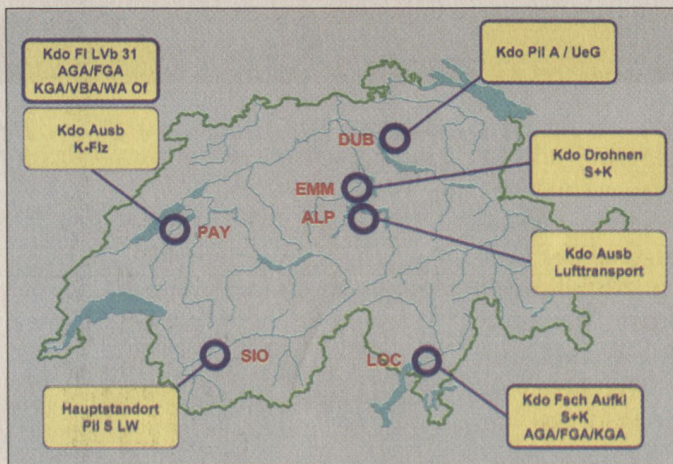 Kdo Fl LVb 31
AGA/FGA
KGA/VBA/WA Of
Kdo Ausb
K-Flz
Kdo Pil A / UeG
DUB
EMM
Kdo Drohnen
S+K
ALP
PAY
Kdo Ausb
Lufttransport
SIO
LOC
Hauptstandort
Pil S LW
Kdo Fsch Aufkl
S+K
AGA/FGA/KGA